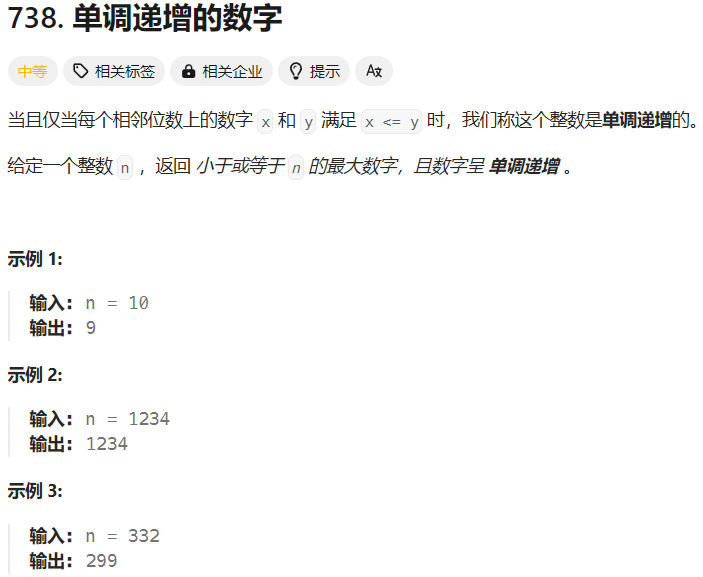 738. 单调递增的数字
中等 相关标签 相关企业 提示
当且仅当每个相邻位数上的数字 x 和 y 满足 x <= y 时，我们称这个整数是单调递增的。
给定一个整数 n ，返回 小于或等于 n 的最大数字，且数字呈 单调递增 。
示例 1:
输入: n = 10
输出: 9
示例 2:
输入: n = 1234
输出: 1234
示例 3:
输入: n = 332
输出: 299